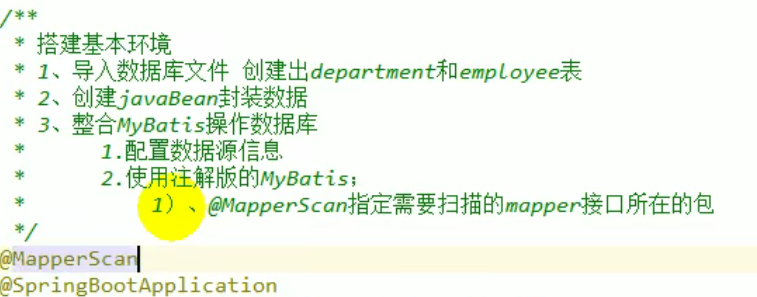 /**
 * 搭建基本环境
 * 1、导入数据库文件 创建出department和employee表
 * 2、创建javaBean封装数据
 * 3、整合MyBatis操作数据库
 *      1.配置数据源信息
 *      2.使用注解版的MyBatis;
 *          1）、@MapperScan指定需要扫描的mapper接口所在的包
 */
@MapperScan
@SpringBootApplication